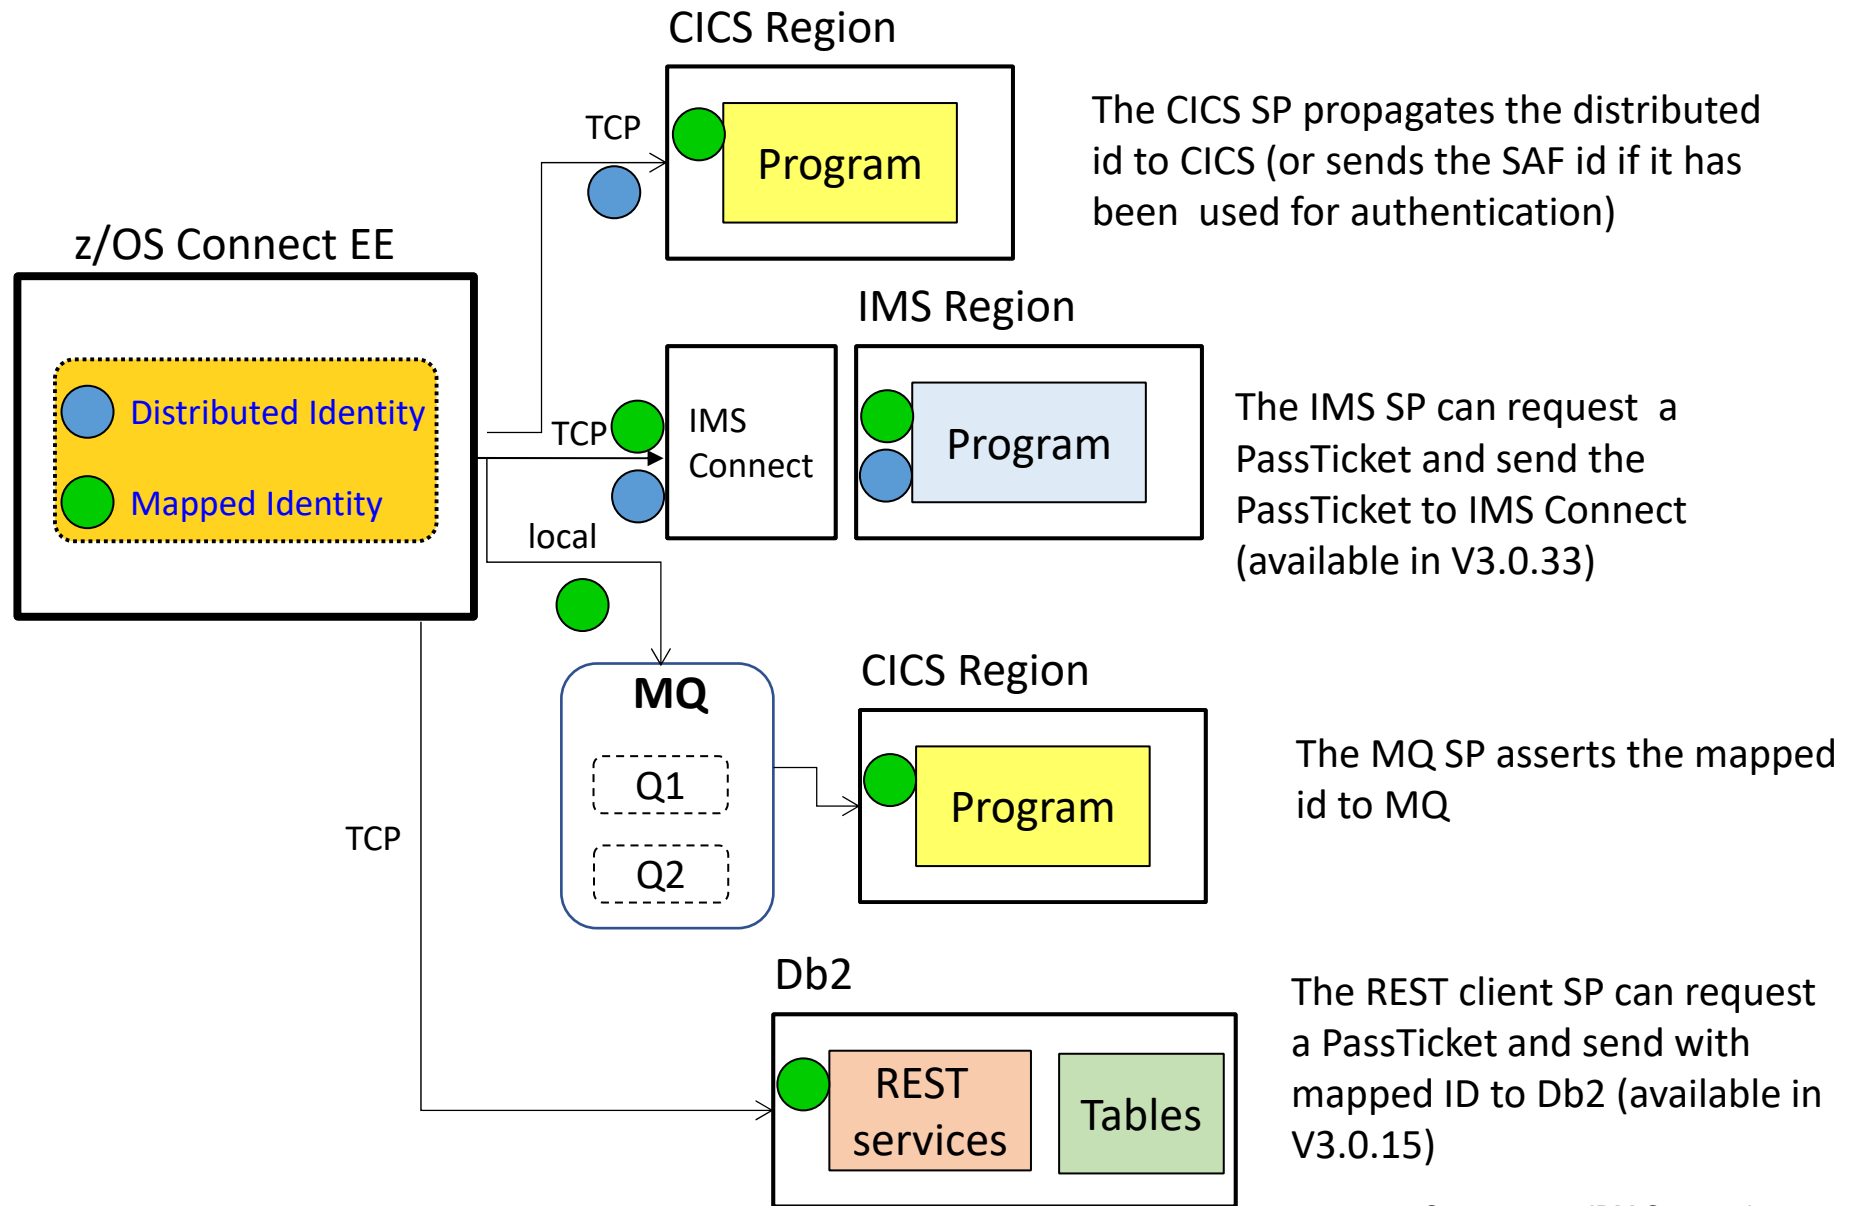 CICS Region
TCP
Program
The CICS SP propagates the distributed
id to CICS (or sends the SAF id if it has
been used for authentication)
z/OS Connect EE
Distributed Identity
Mapped Identity
IMS Region
TCP
IMS
Connect
Program
The IMS SP can request a
PassTicket and send the
PassTicket to IMS Connect
(available in V3.0.33)
local
MQ
Q1
Q2
CICS Region
Program
The MQ SP asserts the mapped
id to MQ
TCP
Db2
REST
services
Tables
The REST client SP can request
a PassTicket and send with
mapped ID to Db2 (available in
V3.0.15)